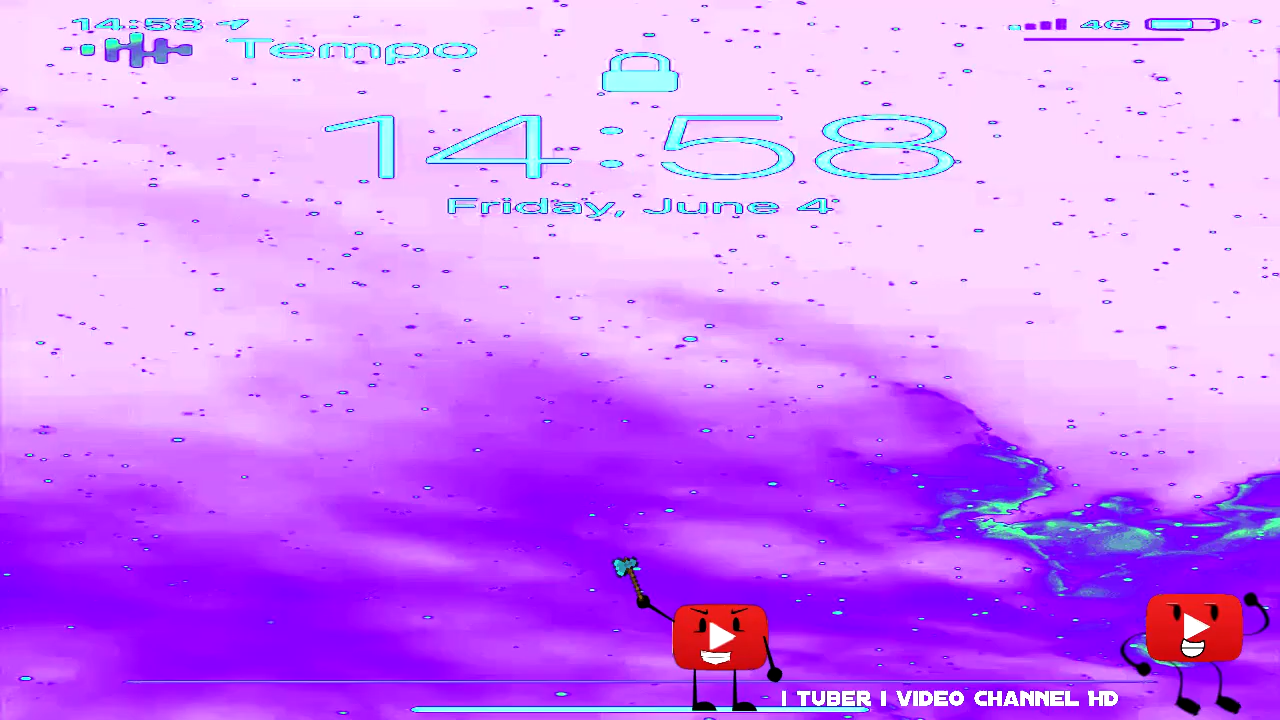 14:58
4G
Tempo
14:58
Friday, June 4
I TUBER I VIDEO CHANNEL HD